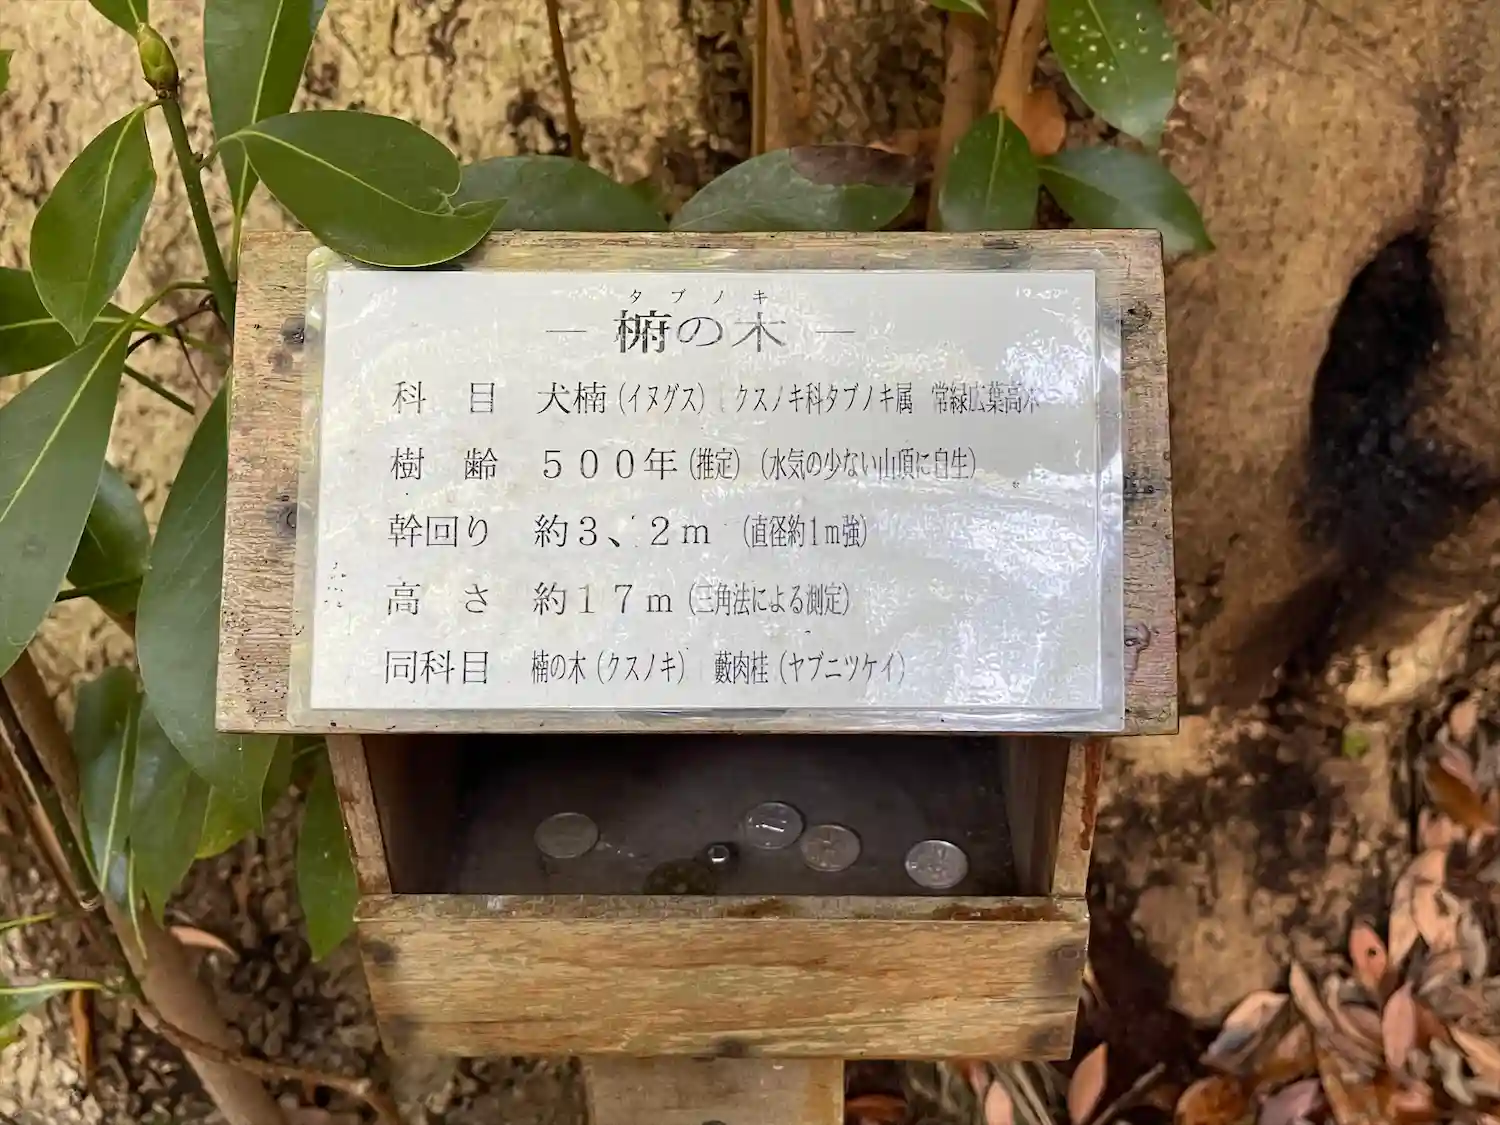 タブノキ
― 椨の木 ―
科　目　犬楠（イヌグス）　クスノキ科タブノキ属　常緑広葉高木
樹　齢　５００年（推定）（水気の少ない山頂に自生）
幹回り　約３、２ｍ　（直径約１ｍ強）
高　さ　約１７ｍ（三角法による測定）
同科目　楠の木（クスノキ）　藪肉桂（ヤブニツケイ）